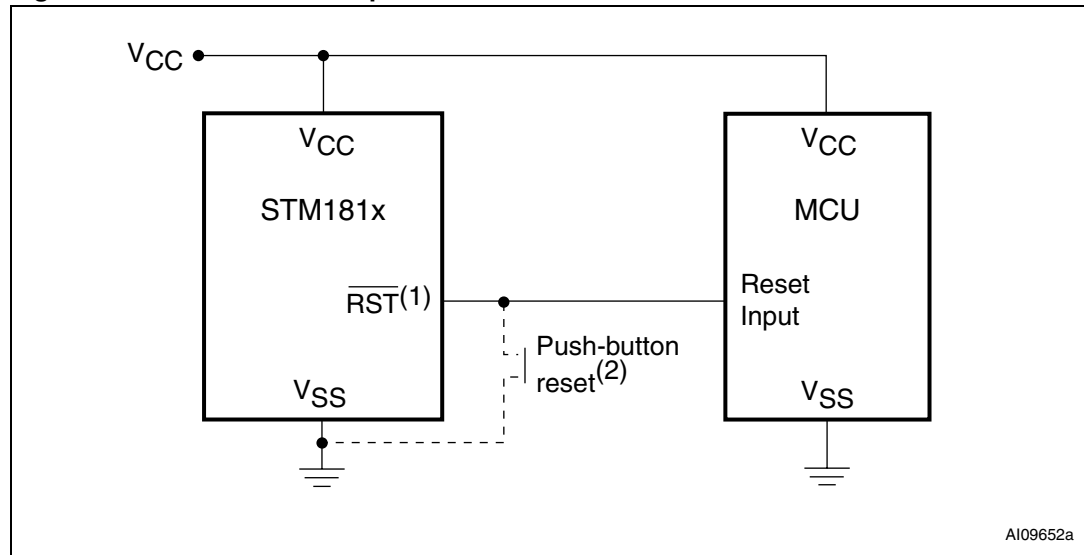 VCC
VCC
STM181x
RST(1)
VSS
Push-button
reset(2)
VCC
MCU
Reset
Input
VSS
AI09652a